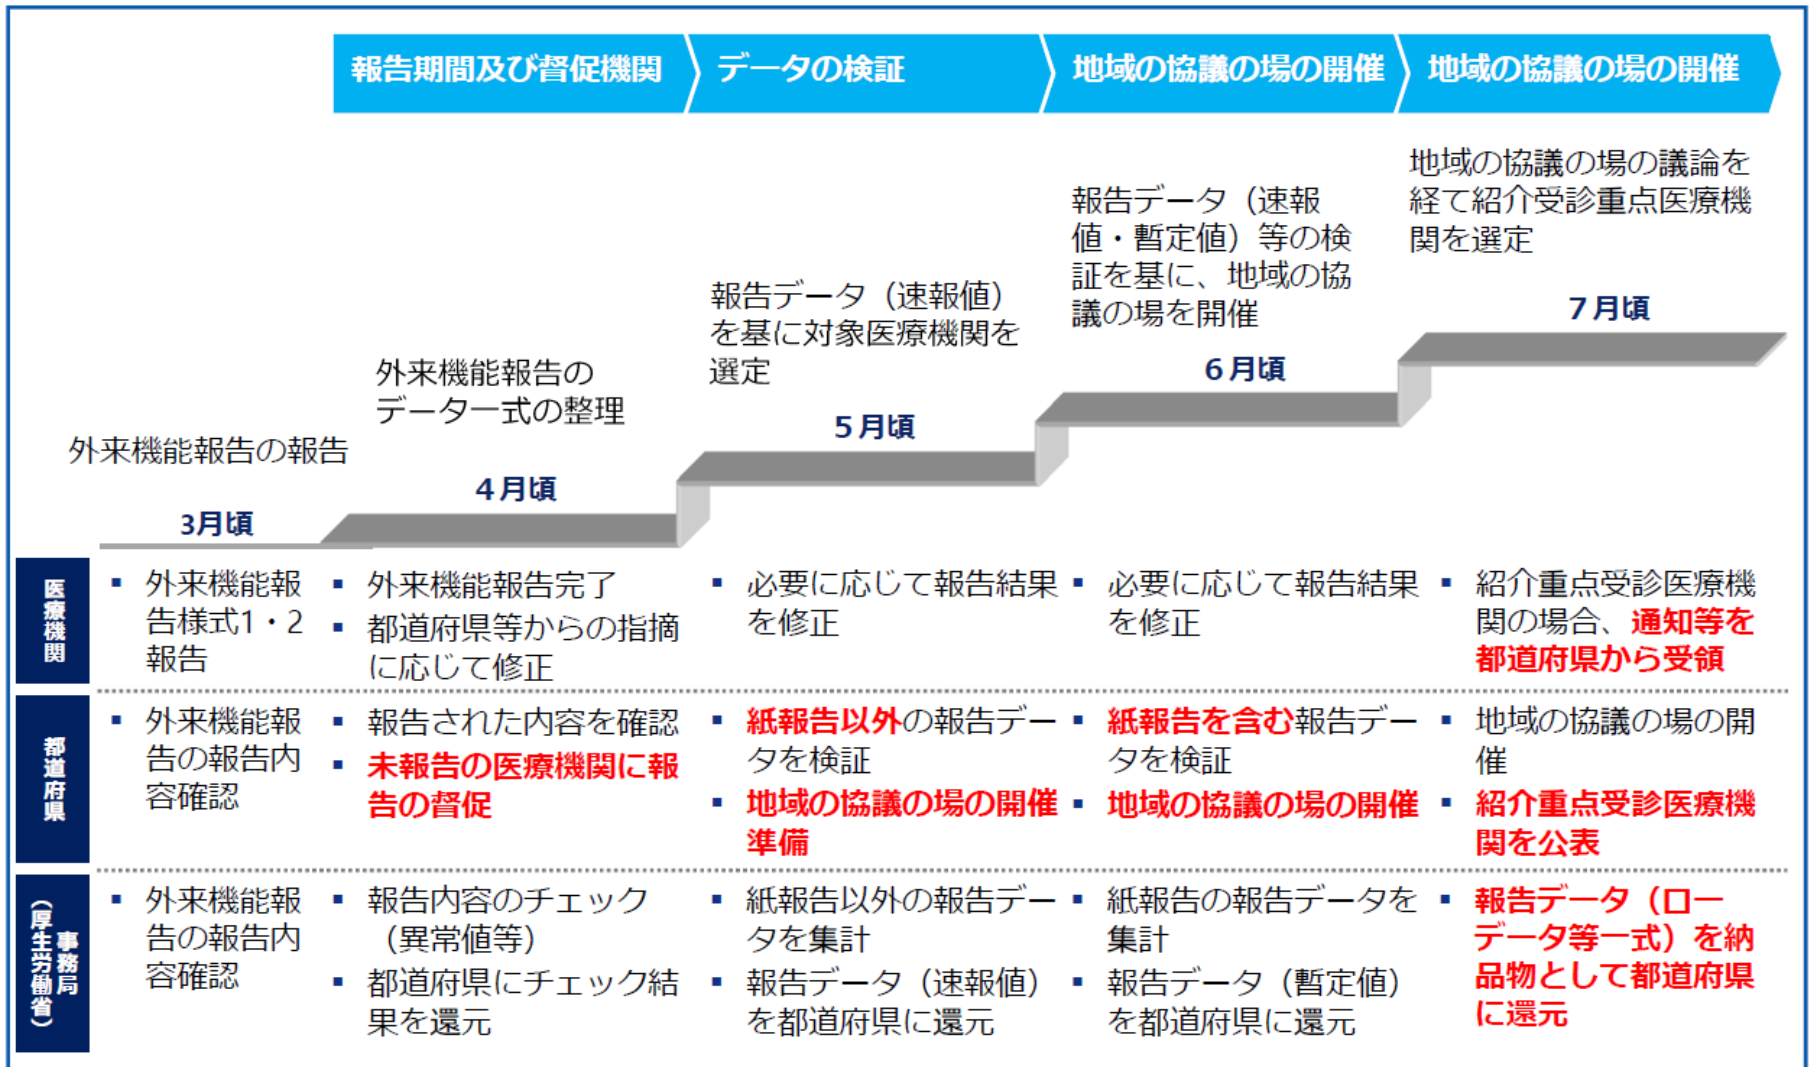 報告期間及び督促機関
データの検証
地域の協議の場の開催
地域の協議の場の開催
外来機能報告の報告
3月頃
外来機能報告の
データ一式の整理
４月頃
報告データ（速報値）
を基に対象医療機関を
選定
５月頃
報告データ（速報
値・暫定値）等の検
証を基に、地域の協
議の場を開催
６月頃
地域の協議の場の議論を
経て紹介受診重点医療機
関を選定
７月頃
医療機関
▪ 外来機能報
告様式1・2
報告
▪ 外来機能報告完了
▪ 都道府県等からの指摘
に応じて修正
▪ 必要に応じて報告結果
を修正
▪ 必要に応じて報告結果
を修正
▪ 紹介重点受診医療機
関の場合、通知等を
都道府県から受領
都道府県
▪ 外来機能報
告の報告内
容確認
▪ 報告された内容を確認
▪ 未報告の医療機関に報
告の督促
▪ 紙報告以外の報告デー
タを検証
▪ 地域の協議の場の開催
準備
▪ 紙報告を含む報告デー
タを検証
▪ 地域の協議の場の開催
▪ 地域の協議の場の開
催
▪ 紹介重点受診医療機
関を公表
事務局
（厚生労働省）
▪ 外来機能報
告の報告内
容確認
▪ 報告内容のチェック
（異常値等）
▪ 都道府県にチェック結
果を還元
▪ 紙報告以外の報告デー
タを集計
▪ 報告データ（速報値）
を都道府県に還元
▪ 紙報告の報告データを
集計
▪ 報告データ（暫定値）
を都道府県に還元
▪ 報告データ（ロー
データ等一式）を納
品物として都道府県
に還元